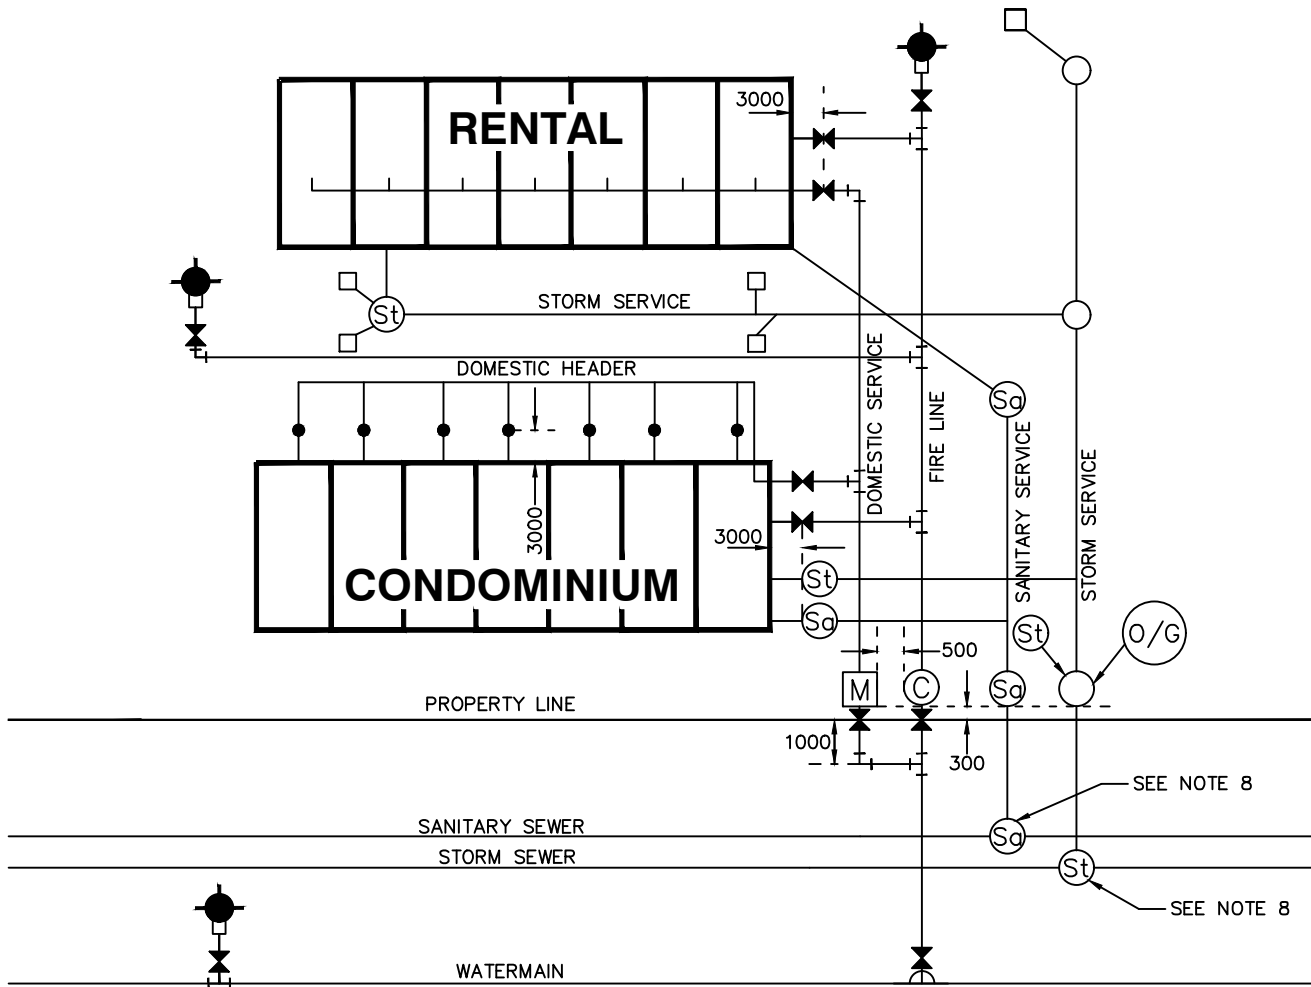 3000
RENTAL
St
STORM SERVICE
DOMESTIC HEADER
DOMESTIC SERVICE
FIRE LINE
Sa
SANITARY SERVICE
STORM SERVICE
3000
3000
CONDOMINIUM
St
Sa
St
O/G
500
M
C
Sa
PROPERTY LINE
1000
300
SEE NOTE 8
SANITARY SEWER
Sa
STORM SEWER
St
SEE NOTE 8
WATERMAIN